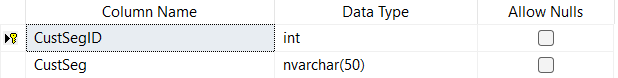 Column Name Data Type Allow Nulls
CustSegID int
CustSeg nvarchar(50)